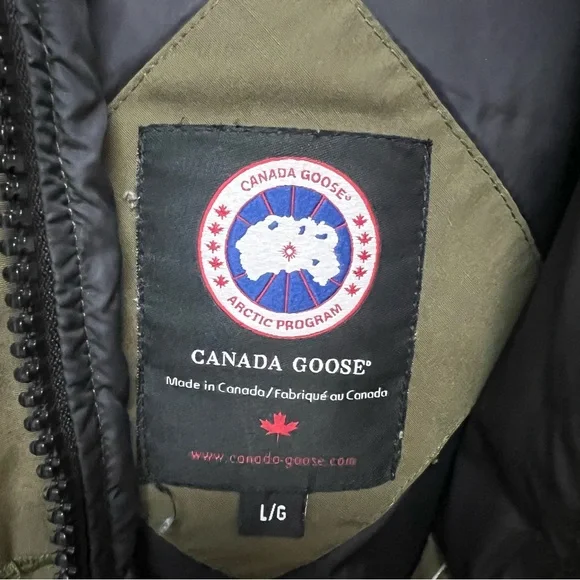 CANADA GOOSE®
ARCTIC PROGRAM
CANADA GOOSE®
Made in Canada/Fabriqué au Canada
www.canada-goose.com
L/G